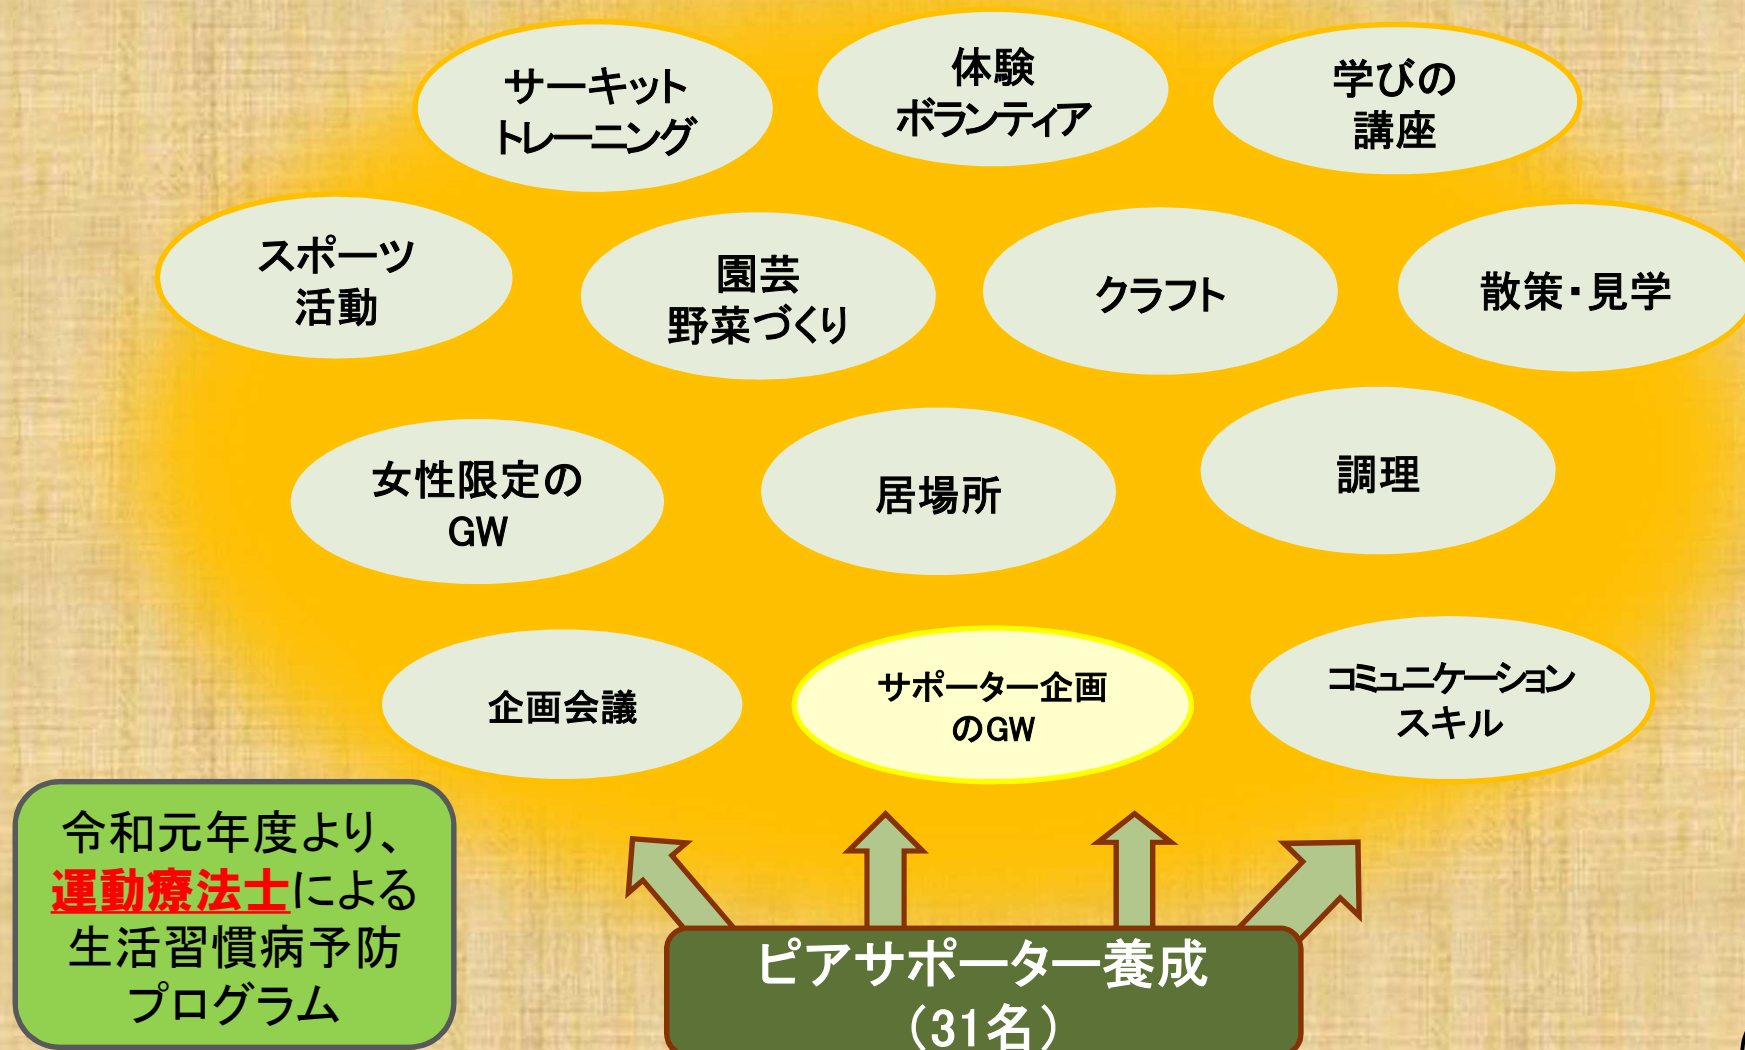 サーキット
トレーニング
体験
ボランティア
学びの
講座
スポーツ
活動
園芸
野菜づくり
クラフト
散策・見学
女性限定の
GW
居場所
調理
企画会議
サポーター企画
のGW
コミュニケーション
スキル
令和元年度より、
運動療法士による
生活習慣病予防
プログラム
ピアサポーター養成
（31名）